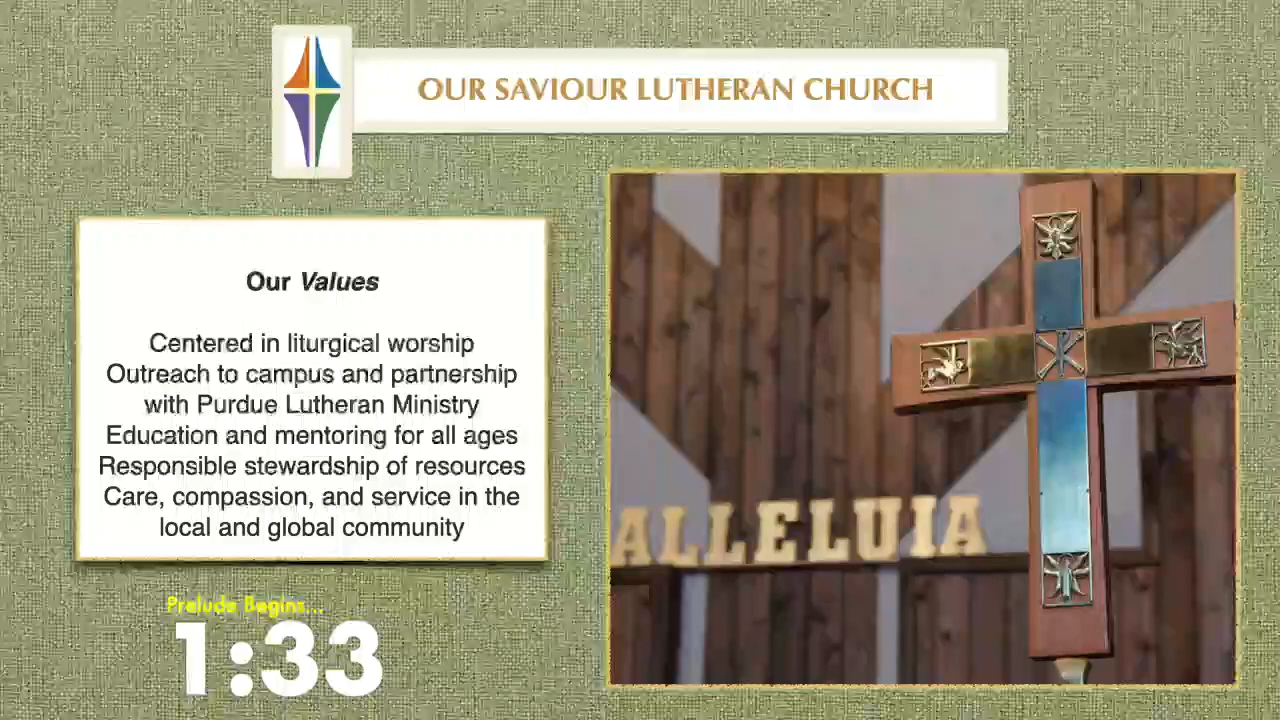 OUR SAVIOUR LUTHERAN CHURCH
Our Values
Centered in liturgical worship
Outreach to campus and partnership
with Purdue Lutheran Ministry
Education and mentoring for all ages
Responsible stewardship of resources
Care, compassion, and service in the
local and global community
ALLELUIA
Prelude Begins...
1:33